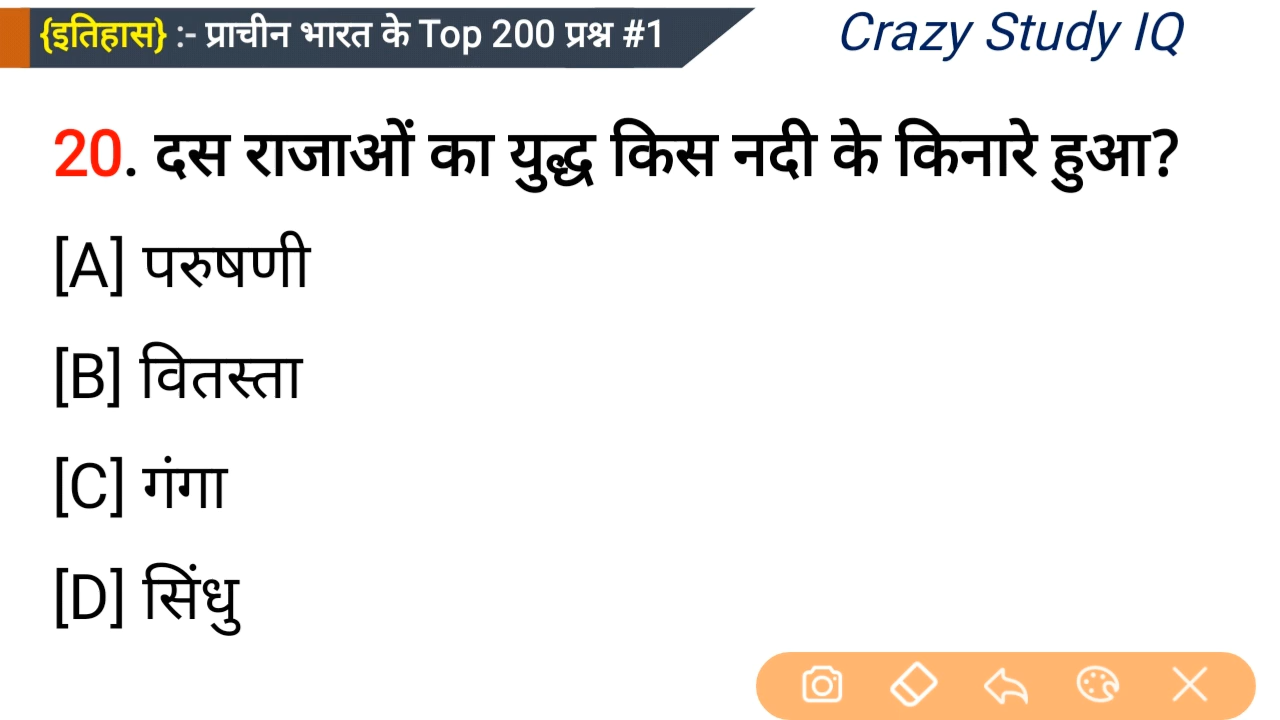 {इतिहास} :- प्राचीन भारत के Top 200 प्रश्न #1
Crazy Study IQ
20. दस राजाओं का युद्ध किस नदी के किनारे हुआ?
[A] परुषणी
[B] वितस्ता
[C] गंगा
[D] सिंधु